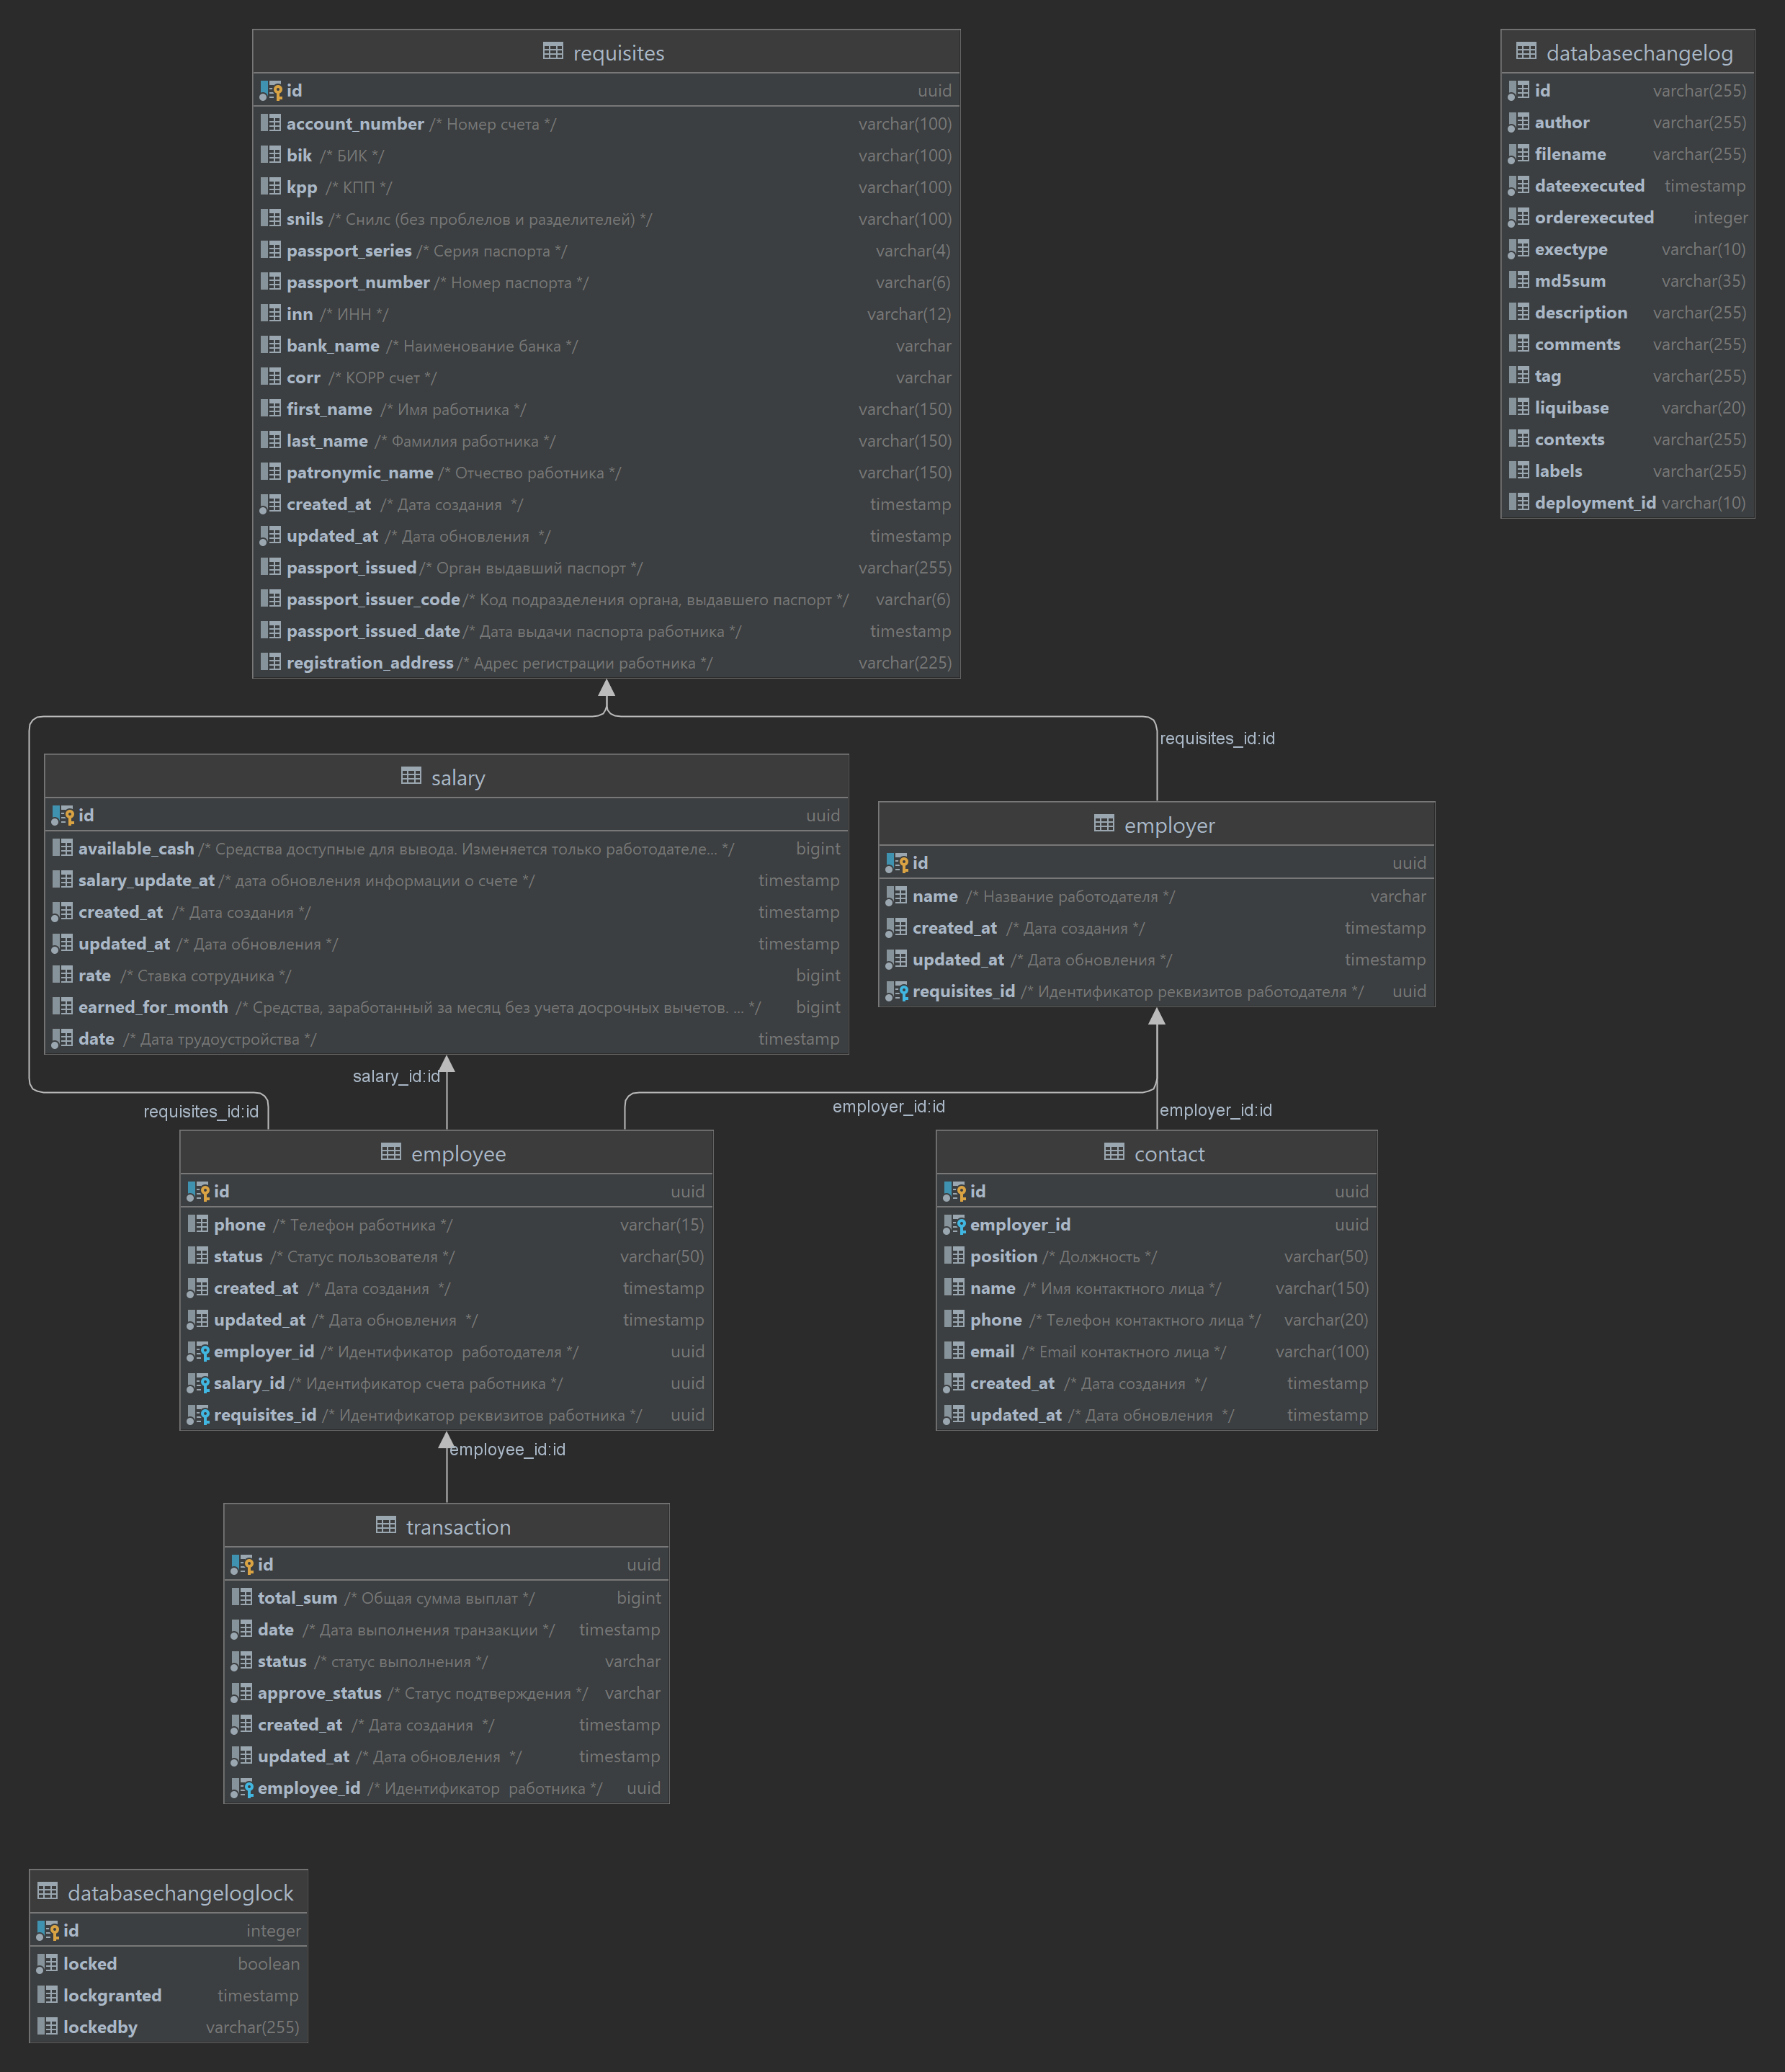 requisites
id uuid
account_number /* Номер счета */ varchar(100)
bik /* БИК */ varchar(100)
kpp /* КПП */ varchar(100)
snils /* Снилс (без проблелов и разделителей) */ varchar(100)
passport_series /* Серия паспорта */ varchar(4)
passport_number /* Номер паспорта */ varchar(6)
inn /* ИНН */ varchar(12)
bank_name /* Наименование банка */ varchar
corr /* КОРР счет */ varchar
first_name /* Имя работника */ varchar(150)
last_name /* Фамилия работника */ varchar(150)
patronymic_name /* Отчество работника */ varchar(150)
created_at /* Дата создания */ timestamp
updated_at /* Дата обновления */ timestamp
passport_issued /* Орган выдавший паспорт */ varchar(255)
passport_issuer_code /* Код подразделения органа, выдавшего паспорт */ varchar(6)
passport_issued_date /* Дата выдачи паспорта работника */ timestamp
registration_address /* Адрес регистрации работника */ varchar(225)
databasechangelog
id varchar(255)
author varchar(255)
filename varchar(255)
dateexecuted timestamp
orderexecuted integer
exectype varchar(10)
md5sum varchar(35)
description varchar(255)
comments varchar(255)
tag varchar(255)
liquibase varchar(20)
contexts varchar(255)
labels varchar(255)
deployment_id varchar(10)
requisites_id:id
salary
id uuid
available_cash /* Средства доступные для вывода. Изменяется только работодателе... */ bigint
salary_update_at /* дата обновления информации о счете */ timestamp
created_at /* Дата создания */ timestamp
updated_at /* Дата обновления */ timestamp
rate /* Ставка сотрудника */ bigint
earned_for_month /* Средства, заработанный за месяц без учета досрочных вычетов. ... */ bigint
date /* Дата трудоустройства */ timestamp
employer
id uuid
name /* Название работодателя */ varchar
created_at /* Дата создания */ timestamp
updated_at /* Дата обновления */ timestamp
requisites_id /* Идентификатор реквизитов работодателя */ uuid
salary_id:id
requisites_id:id
employer_id:id
employer_id:id
employee
id uuid
phone /* Телефон работника */ varchar(15)
status /* Статус пользователя */ varchar(50)
created_at /* Дата создания */ timestamp
updated_at /* Дата обновления */ timestamp
employer_id /* Идентификатор работодателя */ uuid
salary_id /* Идентификатор счета работника */ uuid
requisites_id /* Идентификатор реквизитов работника */ uuid
contact
id uuid
employer_id uuid
position /* Должность */ varchar(50)
name /* Имя контактного лица */ varchar(150)
phone /* Телефон контактного лица */ varchar(20)
email /* Email контактного лица */ varchar(100)
created_at /* Дата создания */ timestamp
updated_at /* Дата обновления */ timestamp
employee_id:id
transaction
id uuid
total_sum /* Общая сумма выплат */ bigint
date /* Дата выполнения транзакции */ timestamp
status /* статус выполнения */ varchar
approve_status /* Статус подтверждения */ varchar
created_at /* Дата создания */ timestamp
updated_at /* Дата обновления */ timestamp
employee_id /* Идентификатор работника */ uuid
databasechangeloglock
id integer
locked boolean
lockgranted timestamp
lockedby varchar(255)